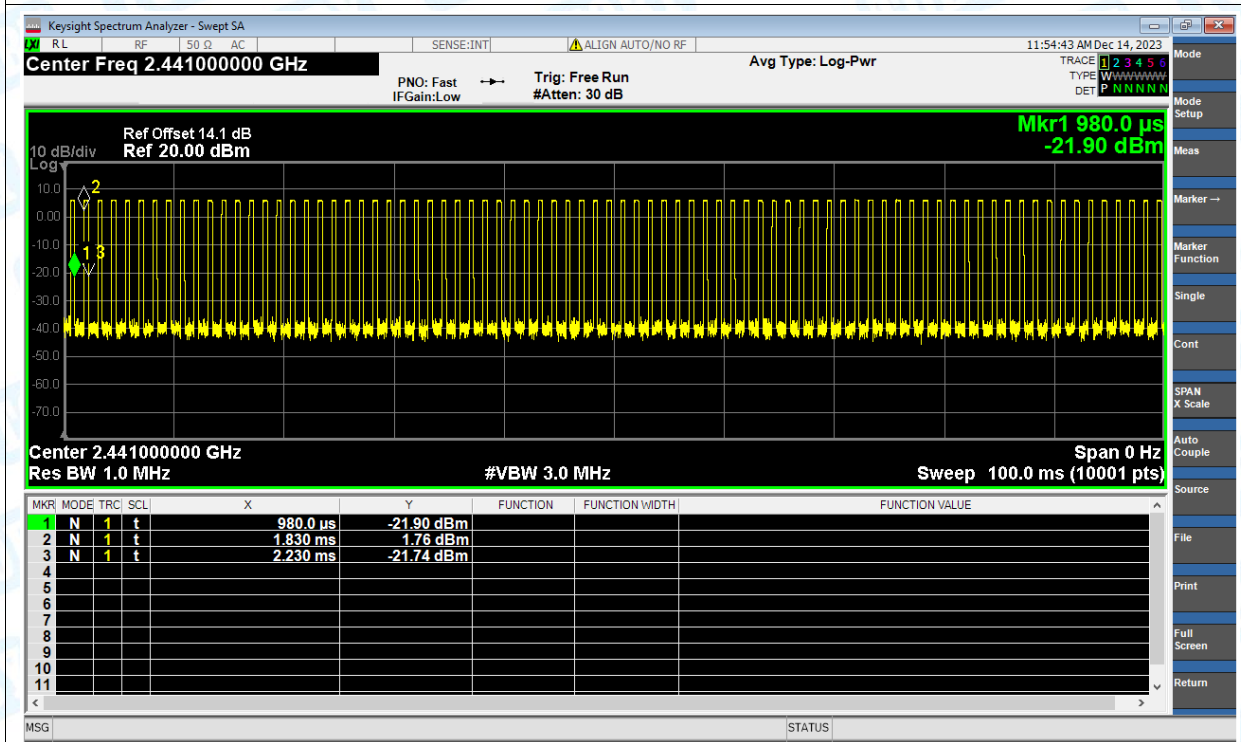 Keysight Spectrum Analyzer - Swept SA
LXI RL RF 50 Ω AC SENSE:INT ALIGN AUTO/NO RF 11:54:43 AM Dec 14, 2023
Center Freq 2.441000000 GHz Avg Type: Log-Pwr TRACE 1 2 3 4 5 6
PNO: Fast Trig: Free Run TYPE WWWWWW
IFGain:Low #Atten: 30 dB DET P N N N N N
Mkr1 980.0 µs
-21.90 dBm
Ref Offset 14.1 dB
10 dB/div Ref 20.00 dBm
Log
10.0
0.00
-10.0
-20.0
-30.0
-40.0
-50.0
-60.0
-70.0
2
1 3
Center 2.441000000 GHz Span 0 Hz
Res BW 1.0 MHz #VBW 3.0 MHz Sweep 100.0 ms (10001 pts)
MKR MODE TRC SCL X Y FUNCTION FUNCTION WIDTH FUNCTION VALUE
1 N 1 t 980.0 µs -21.90 dBm
2 N 1 t 1.830 ms 1.76 dBm
3 N 1 t 2.230 ms -21.74 dBm
4
5
6
7
8
9
10
11
MSG STATUS
Mode
Mode Setup
Meas
Marker →
Marker Function
Single
Cont
SPAN X Scale
Auto Couple
Source
File
Print
Full Screen
Return